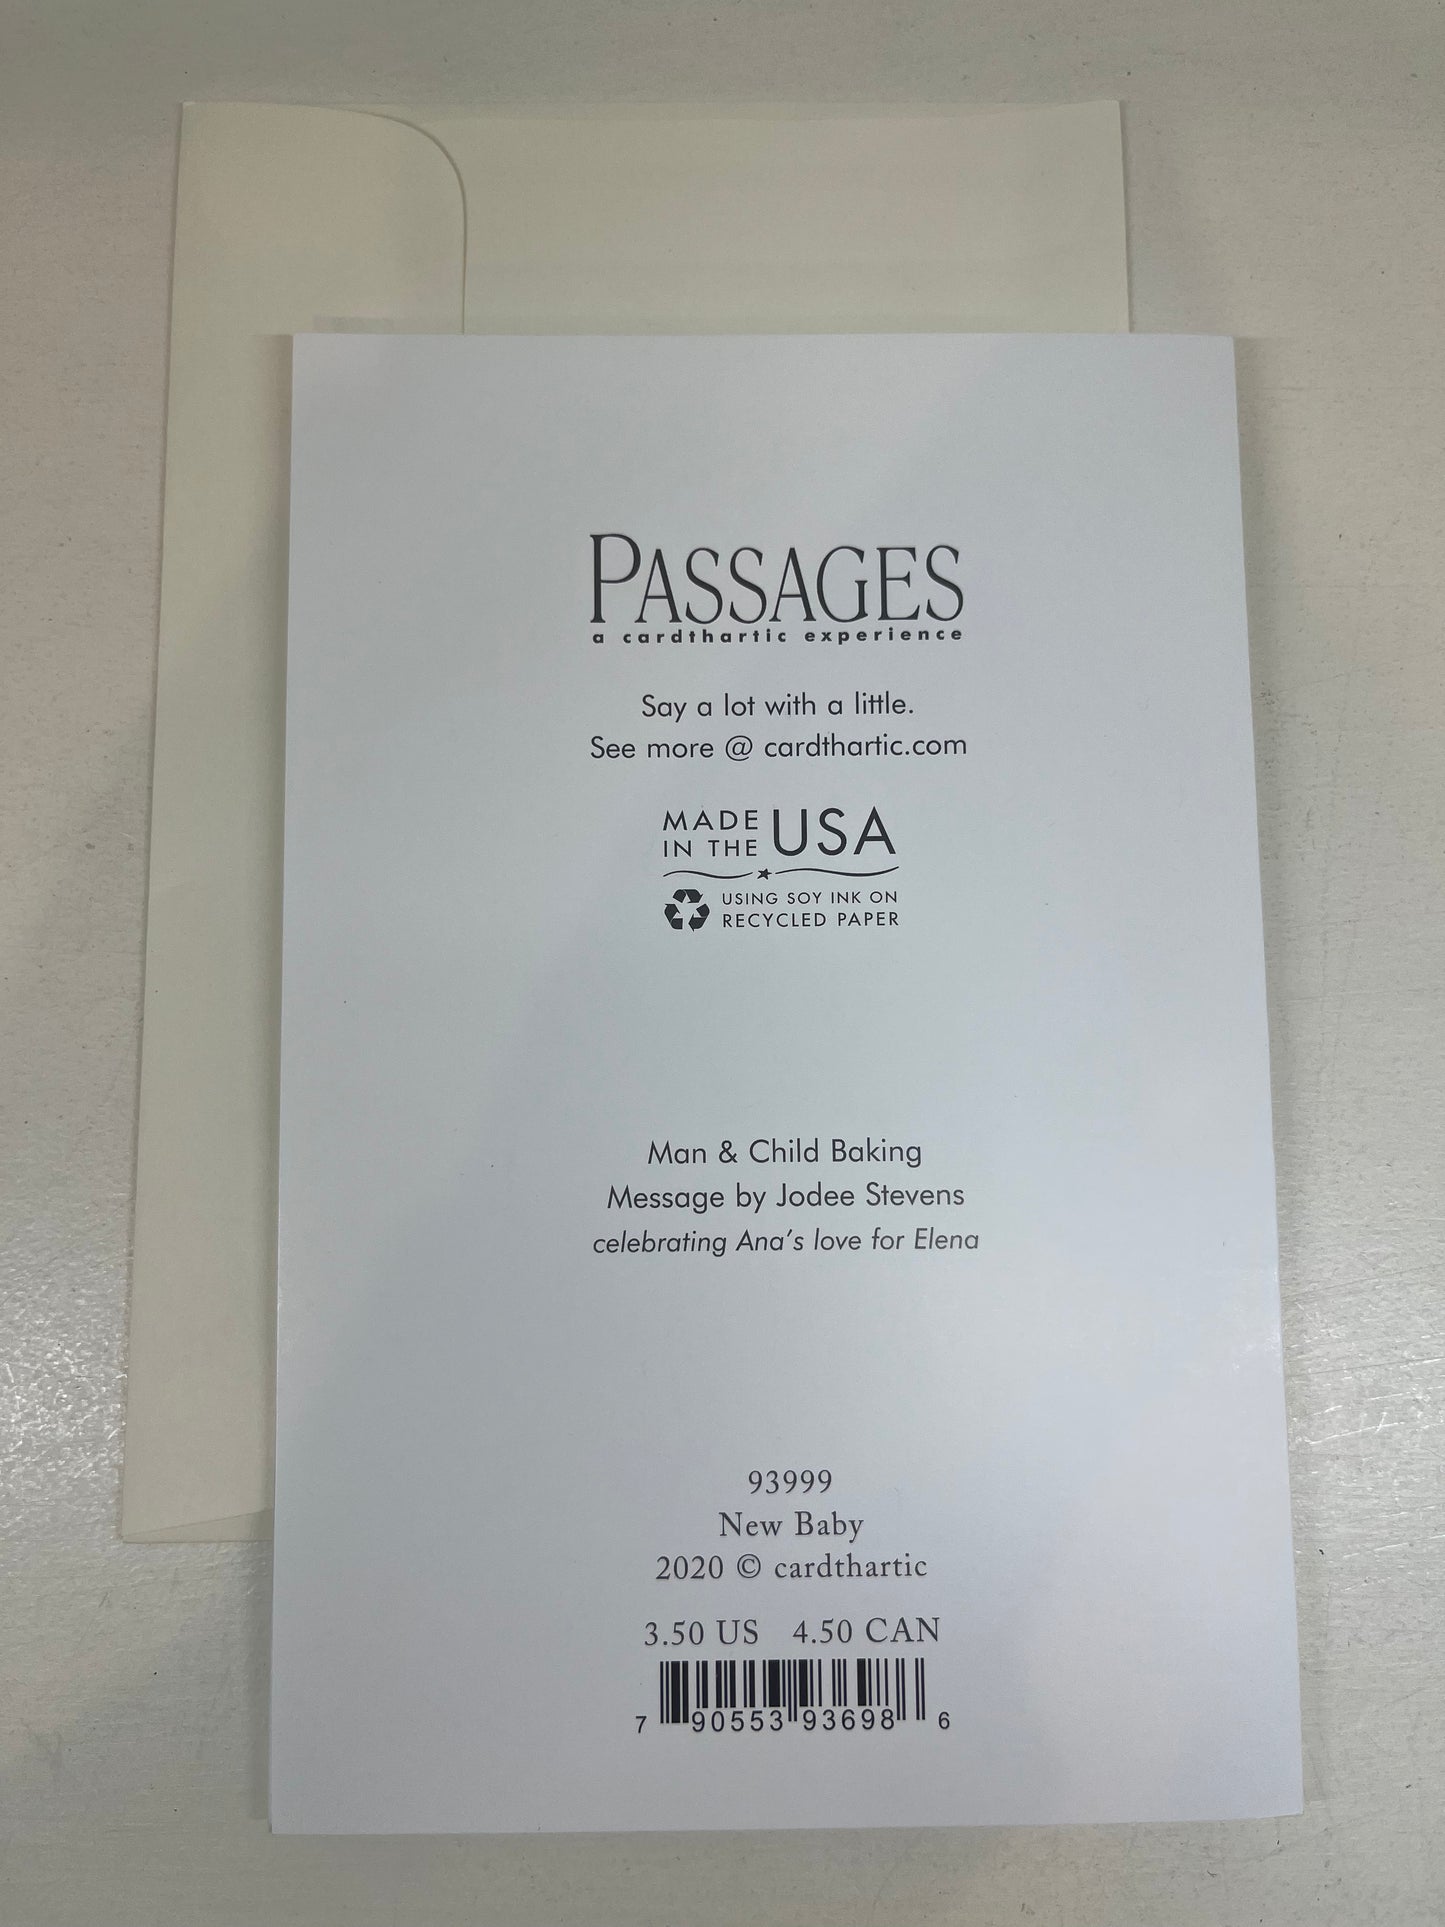 PASSAGES
a cardthartic experience
Say a lot with a little.
See more @ cardthartic.com
MADE IN THE USA
USING SOY INK ON
RECYCLED PAPER
Man & Child Baking
Message by Jodee Stevens
celebrating Ana's love for Elena
93999
New Baby
2020 © cardthartic
3.50 US 4.50 CAN
7 90553 93698 6